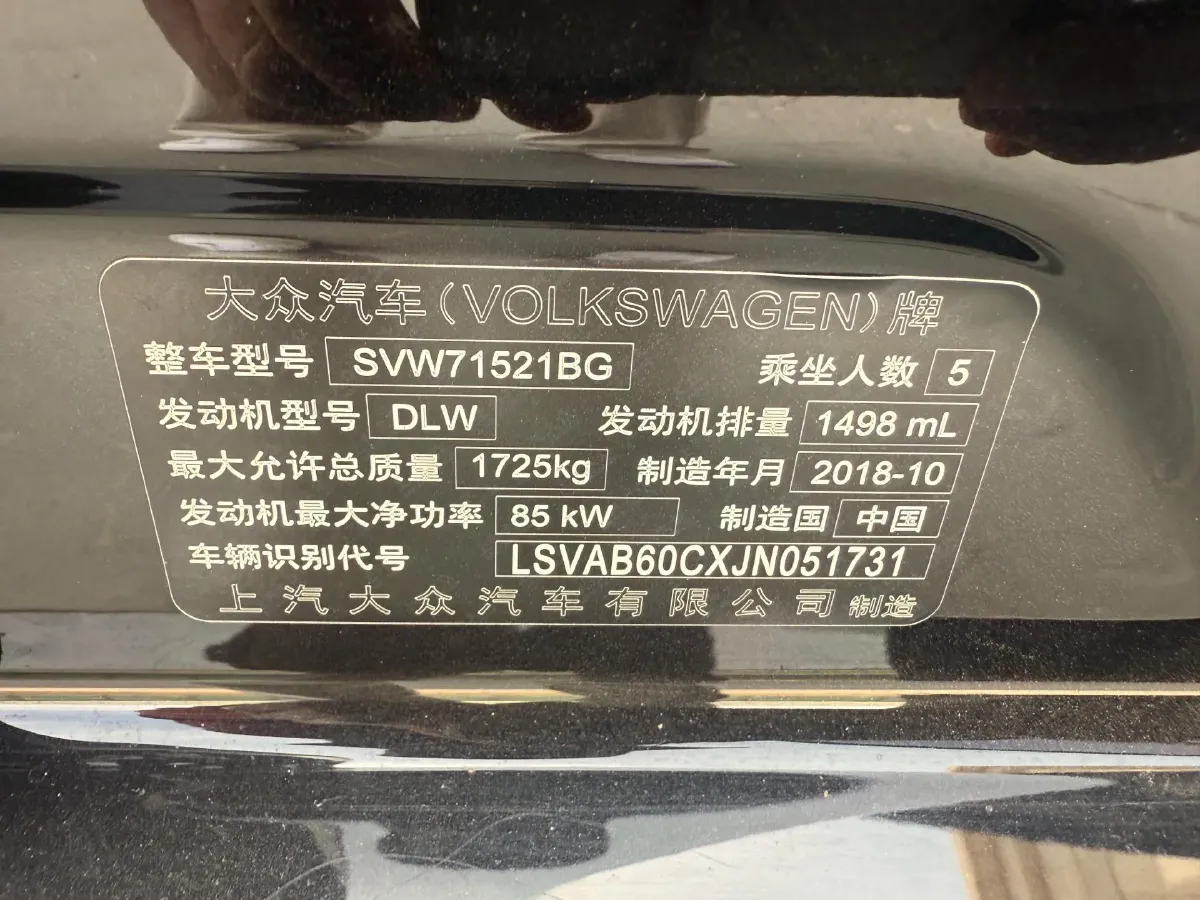 大众汽车(VOLKSWAGEN)牌
整车型号 SVW71521BG 乘坐人数 5
发动机型号 DLW 发动机排量 1498 mL
最大允许总质量 1725kg 制造年月 2018-10
发动机最大净功率 85 kW 制造国 中国
车辆识别代号 LSVAB60CXJN051731
上汽大众汽车有限公司 制造